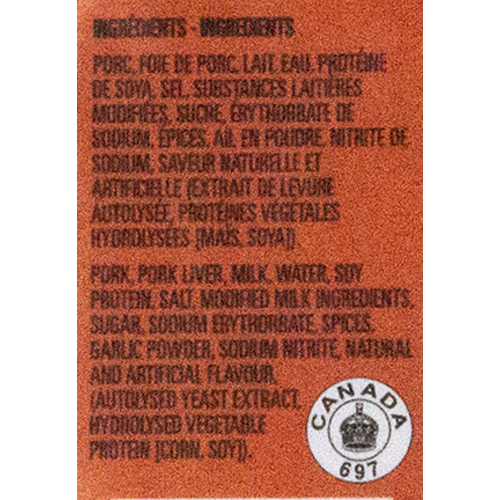 INGRÉDIENTS - INGREDIENTS
PORC, FOIE DE PORC, LAIT, EAU, PROTÉINE
DE SOYA, SEL, SUBSTANCES LAITIÈRES
MODIFIÉES, SUCRE, ÉRYTHORBATE DE
SODIUM, ÉPICES, AIL EN POUDRE, NITRITE DE
SODIUM, SAVEUR NATURELLE ET
ARTIFICIELLE (EXTRAIT DE LEVURE
AUTOLYSÉE, PROTÉINES VÉGÉTALES
HYDROLYSÉES [MAÏS, SOYA]).
PORK, PORK LIVER, MILK, WATER, SOY
PROTEIN, SALT, MODIFIED MILK INGREDIENTS,
SUGAR, SODIUM ERYTHORBATE, SPICES,
GARLIC POWDER, SODIUM NITRITE, NATURAL
AND ARTIFICIAL FLAVOUR,
(AUTOLYSED YEAST EXTRACT,
HYDROLYSED VEGETABLE
PROTEIN [CORN, SOY]).
CANADA
697